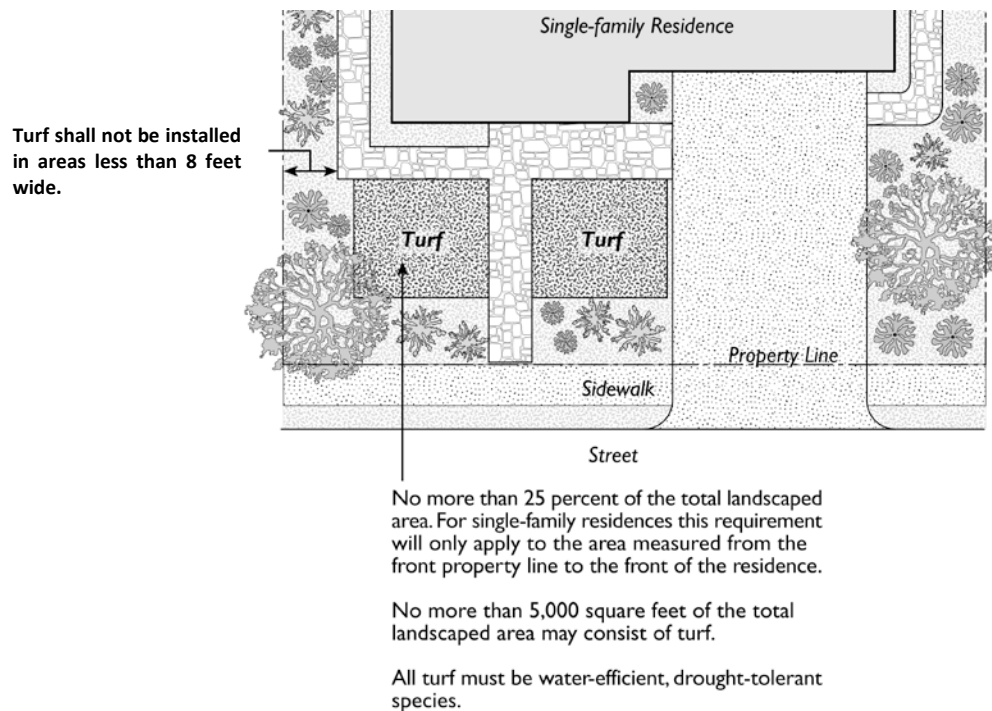 Single-family Residence
Turf shall not be installed
in areas less than 8 feet
wide.
Turf
Turf
Property Line
Sidewalk
Street
No more than 25 percent of the total landscaped
area. For single-family residences this requirement
will only apply to the area measured from the
front property line to the front of the residence.
No more than 5,000 square feet of the total
landscaped area may consist of turf.
All turf must be water-efficient, drought-tolerant
species.